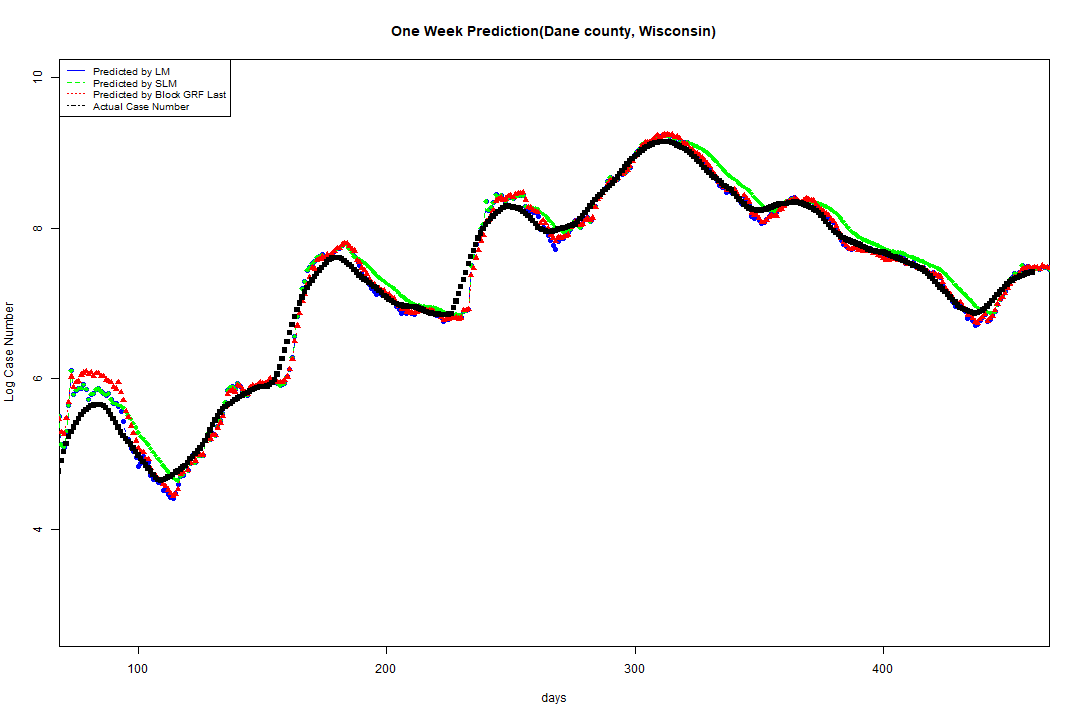 One Week Prediction(Dane county, Wisconsin)
Predicted by LM
Predicted by SLM
Predicted by Block GRF Last
Actual Case Number
10
8
6
4
Log Case Number
100 200 300 400
days